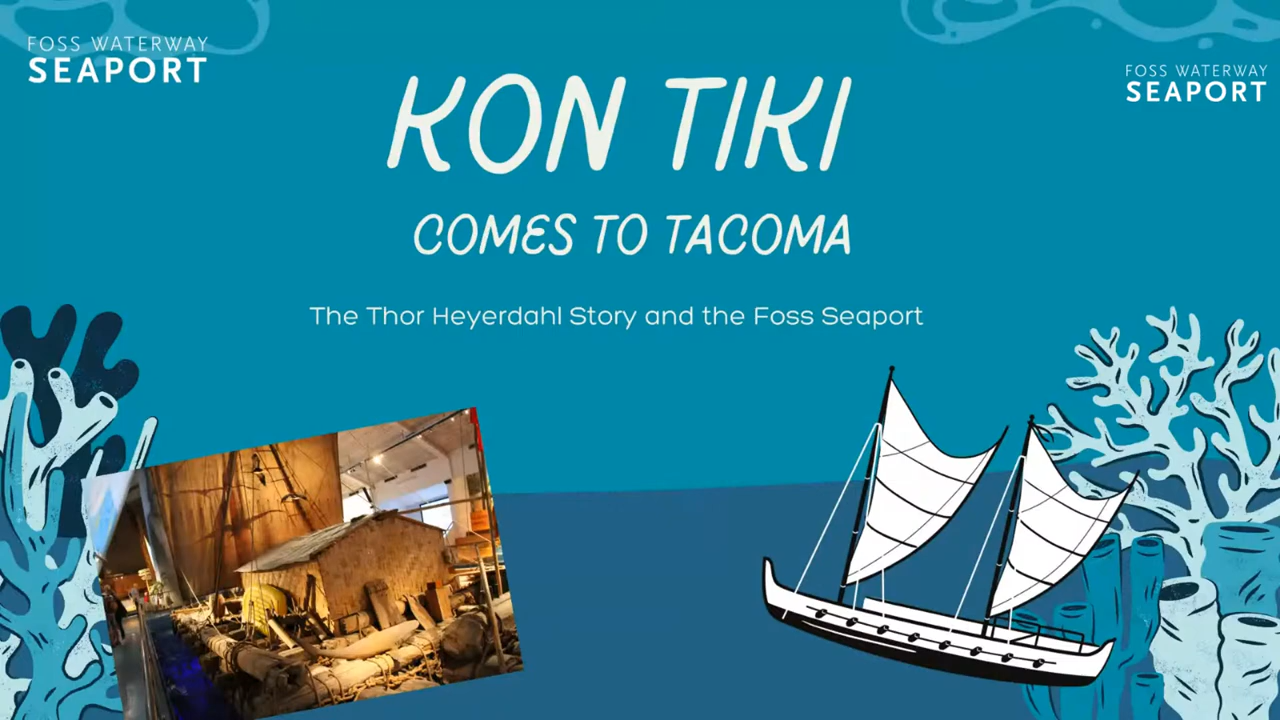 FOSS WATERWAY
SEAPORT
FOSS WATERWAY
SEAPORT
KON TIKI
COMES TO TACOMA
The Thor Heyerdahl Story and the Foss Seaport